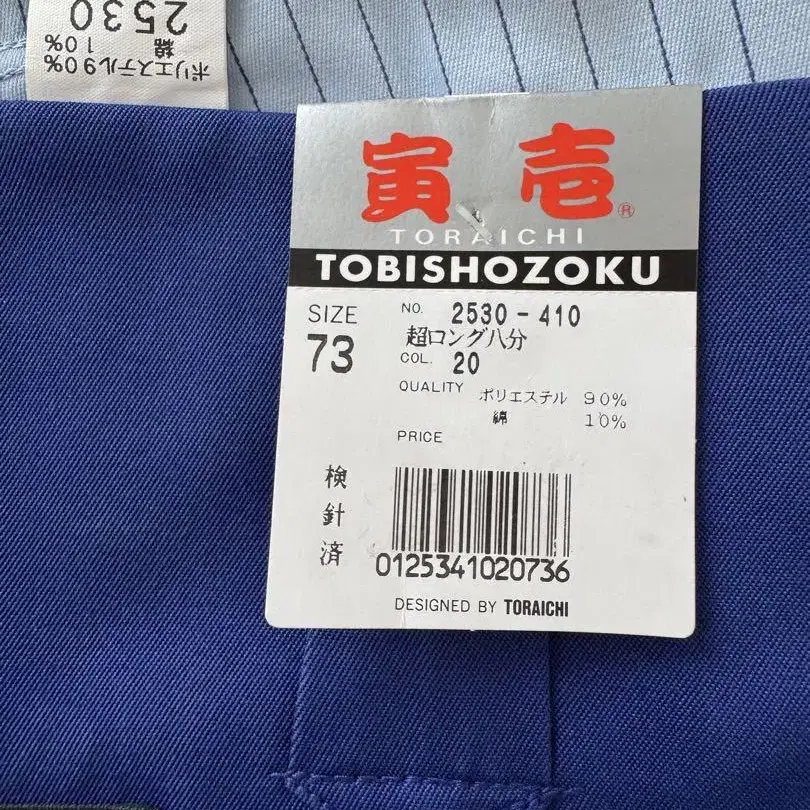 2530
綿 10%
ポリエステル90%
寅壱®
TORAICHI
TOBISHOZOKU
SIZE
73
NO. 2530-410
超ロング八分
COL. 20
QUALITY ポリエステル 90%
綿 10%
PRICE
検
針
済
0125341020736
DESIGNED BY TORAICHI